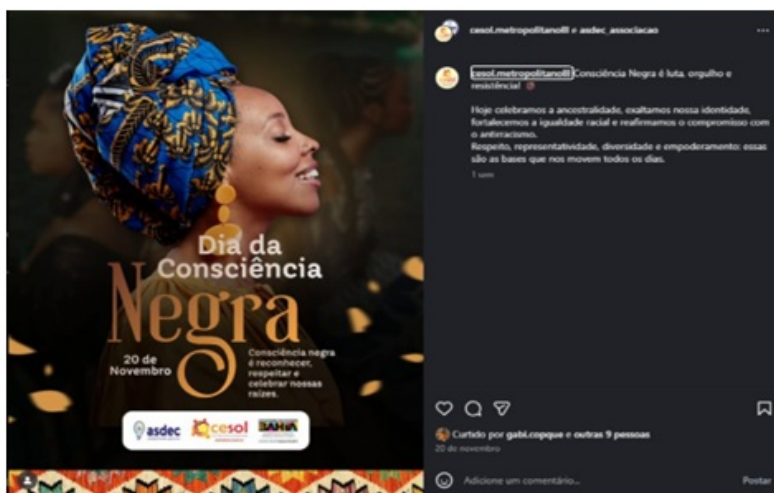 Dia da
Consciência
Negra
20 de
Novembro
Consciência negra
é reconhecer,
respeitar e
celebrar nossas
raízes.
asdec
cesol
BAHIA
cesol.metropolitanoIII e asdec_associacao
cesol.metropolitanoIII Consciência Negra é luta, orgulho e
resistência!
Hoje celebramos a ancestralidade, exaltamos nossa identidade,
fortalecemos a igualdade racial e reafirmamos o compromisso com
o antirracismo.
Respeito, representatividade, diversidade e empoderamento: essas
são as bases que nos movem todos os dias.
1 sem
Curtido por gabi.copque e outras 9 pessoas
20 de novembro
Adicione um comentário...
Postar